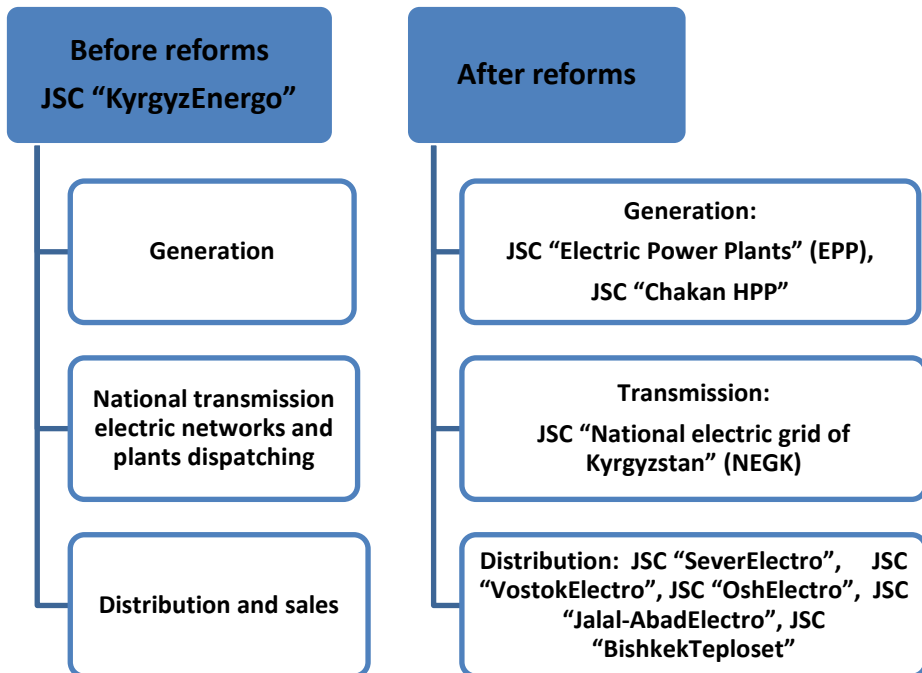 Before reforms
JSC “KyrgyzEnergo”
Generation
National transmission
electric networks and
plants dispatching
Distribution and sales
After reforms
Generation:
JSC “Electric Power Plants” (EPP),
JSC “Chakan HPP”
Transmission:
JSC “National electric grid of
Kyrgyzstan” (NEGK)
Distribution: JSC “SeverElectro”, JSC
“VostokElectro”, JSC “OshElectro”, JSC
“Jalal-AbadElectro”, JSC
“BishkekTeploset”